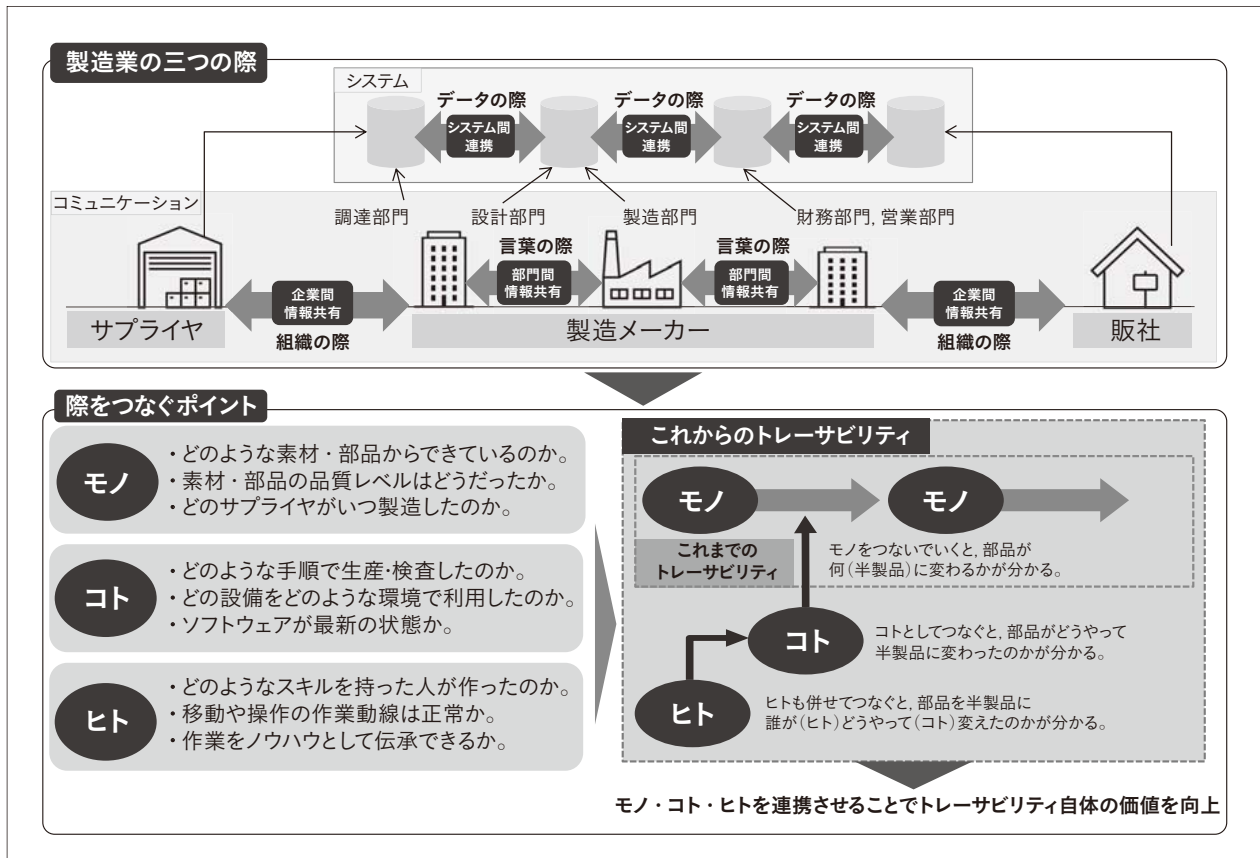 製造業の三つの際
システム
データの際
データの際
データの際
システム間
連携
システム間
連携
システム間
連携
コミュニケーション
調達部門
設計部門
製造部門
財務部門, 営業部門
言葉の際
言葉の際
部門間
情報共有
部門間
情報共有
企業間
情報共有
企業間
情報共有
サプライヤ
組織の際
製造メーカー
組織の際
販社
際をつなぐポイント
モノ
・どのような素材・部品からできているのか。
・素材・部品の品質レベルはどうだったか。
・どのサプライヤがいつ製造したのか。
コト
・どのような手順で生産・検査したのか。
・どの設備をどのような環境で利用したのか。
・ソフトウェアが最新の状態か。
ヒト
・どのようなスキルを持った人が作ったのか。
・移動や操作の作業動線は正常か。
・作業をノウハウとして伝承できるか。
これからのトレーサビリティ
モノ
モノ
これまでの
トレーサビリティ
モノをつないでいくと, 部品が
何(半製品)に変わるかが分かる。
コト
コトとしてつなぐと, 部品がどうやって
半製品に変わったのかが分かる。
ヒト
ヒトも併せてつなぐと, 部品を半製品に
誰が(ヒト)どうやって(コト)変えたのかが分かる。
モノ・コト・ヒトを連携させることでトレーサビリティ自体の価値を向上